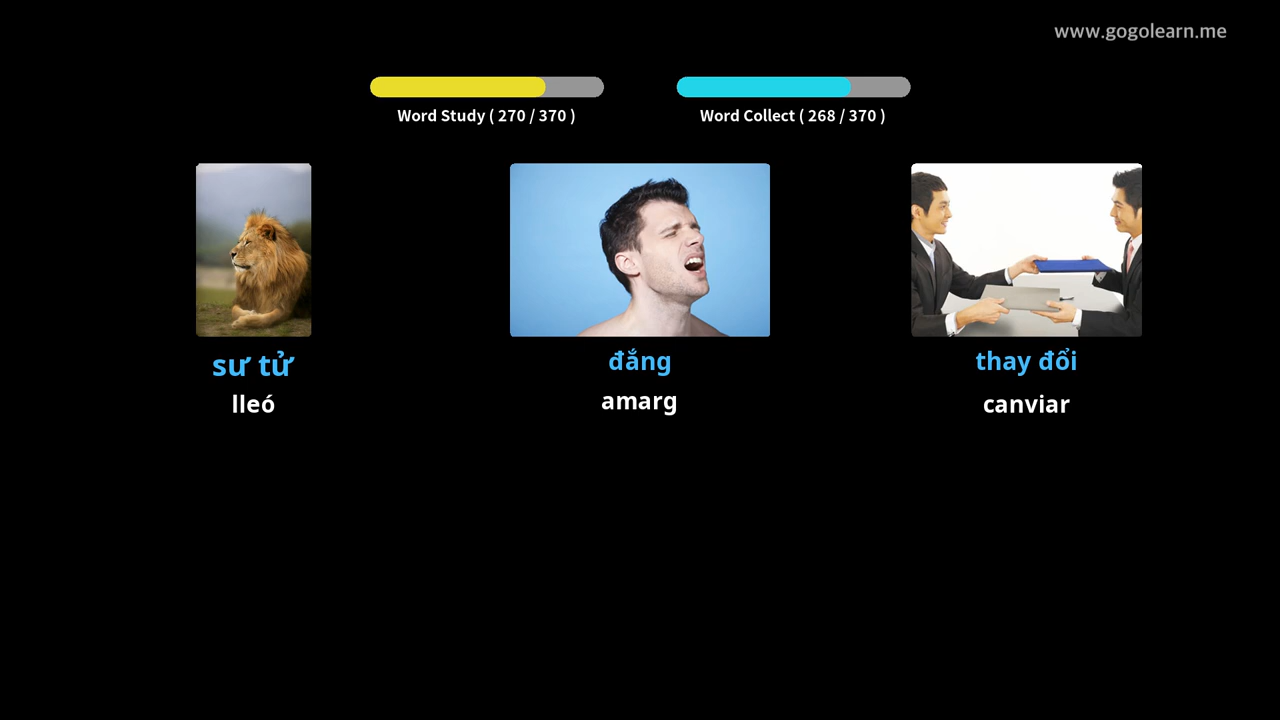 www.gogolearn.me
Word Study ( 270 / 370 )
Word Collect ( 268 / 370 )
sư tử
lleó
đắng
amarg
thay đổi
canviar